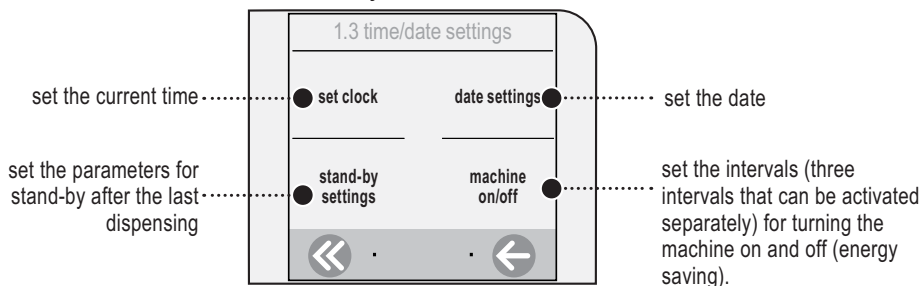 1.3 time/date settings
set the current time
set clock
date settings
set the date
set the parameters for
stand-by after the last
dispensing
stand-by
settings
machine
on/off
set the intervals (three
intervals that can be activated
separately) for turning the
machine on and off (energy
saving).